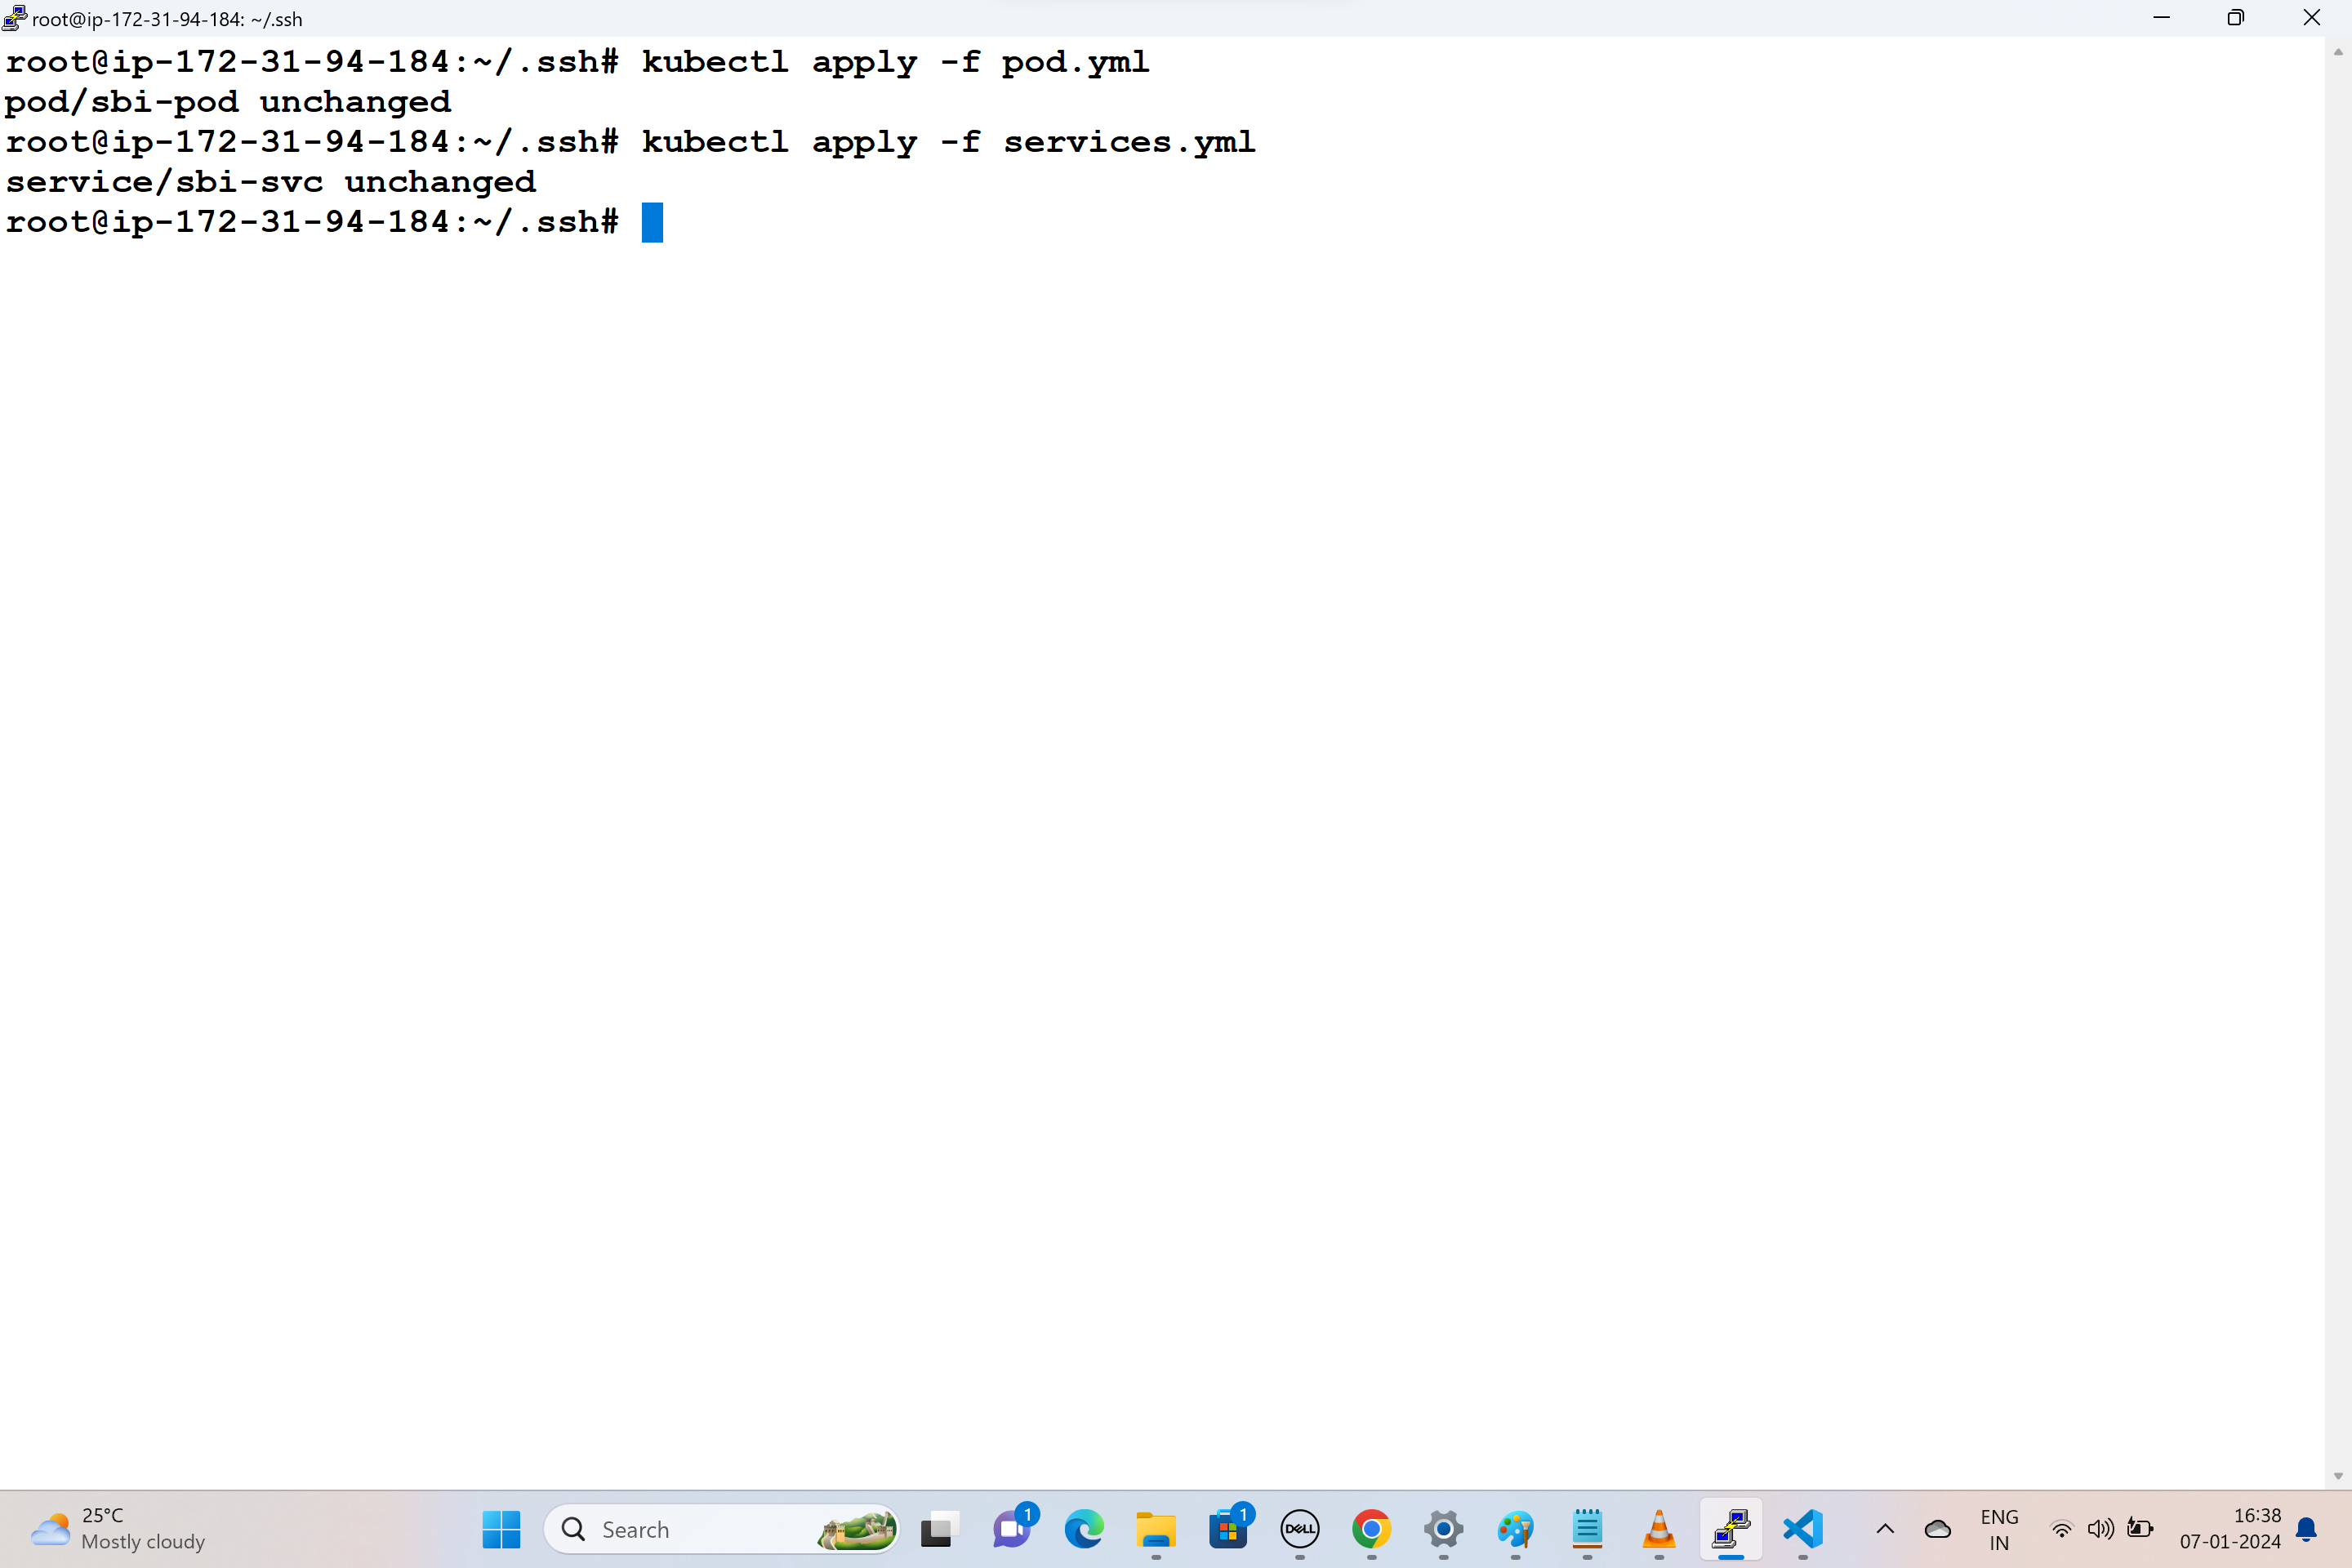 root@ip-172-31-94-184: ~/.ssh
root@ip-172-31-94-184:~/.ssh# kubectl apply -f pod.yml
pod/sbi-pod unchanged
root@ip-172-31-94-184:~/.ssh# kubectl apply -f services.yml
service/sbi-svc unchanged
root@ip-172-31-94-184:~/.ssh#
25°C
Mostly cloudy
Search
1
1
DELL
ENG
IN
16:38
07-01-2024